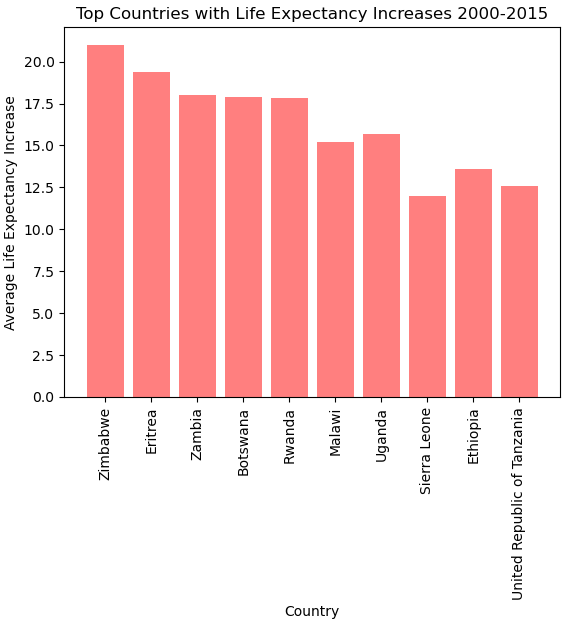 Top Countries with Life Expectancy Increases 2000-2015
Average Life Expectancy Increase
20.0
17.5
15.0
12.5
10.0
7.5
5.0
2.5
0.0
Zimbabwe
Eritrea
Zambia
Botswana
Rwanda
Malawi
Uganda
Sierra Leone
Ethiopia
United Republic of Tanzania
Country